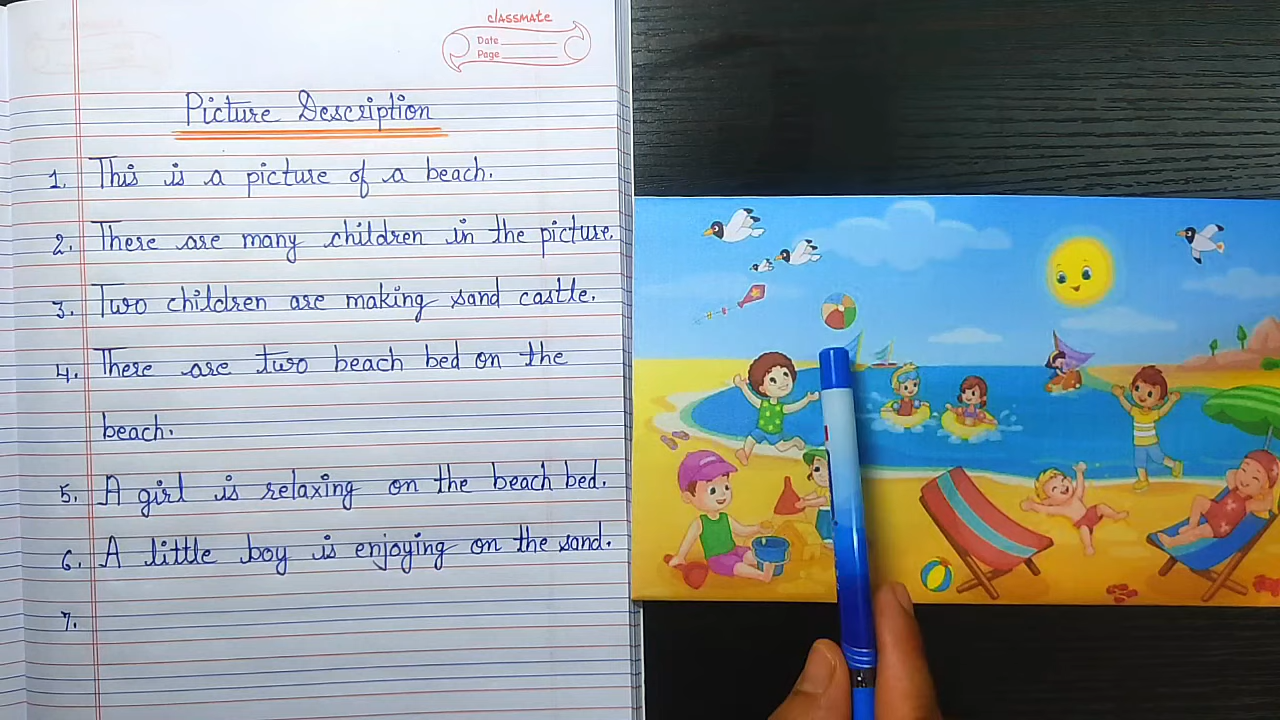 classmate
Date
Page
Picture Description
1. This is a picture of a beach.
2. There are many children in the picture.
3. Two children are making sand castle.
4. There are two beach bed on the
beach.
5. A girl is relaxing on the beach bed.
6. A little boy is enjoying on the sand.
7.